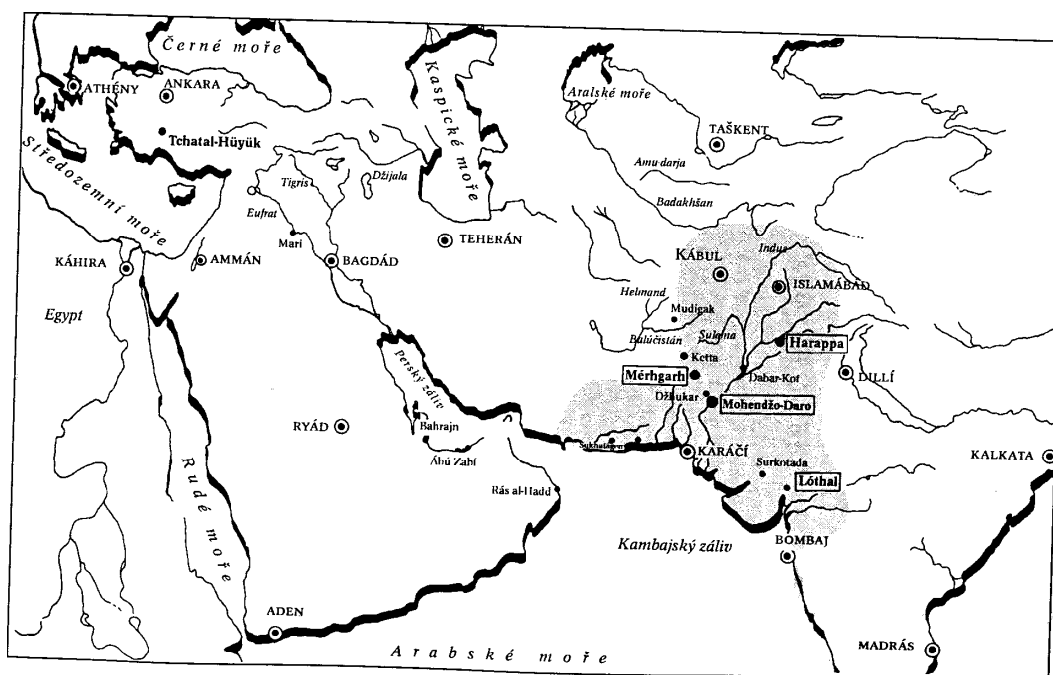 Černé moře
ATHÉNY
ANKARA
Tchatal-Hüyük
Středozemní moře
Kaspické moře
Aralské moře
TAŠKENT
Amu darja
Badakhšan
Tigris
Džijala
Eufrat
Mari
TEHERÁN
KÁHIRA
AMMÁN
BAGDÁD
Egypt
KÁBUL
Indus
ISLAMÁBÁD
Helmand
Mudigak
Balúčistán
Sulema
Harappa
Ketta
Mérhgarh
Dabar-Kot
DILLÍ
Džhukar
Mohendžo-Daro
Perský záliv
RYÁD
Bahrajn
Abú Zabí
KARÁČÍ
Surkotada
Lóthal
KALKATA
Rás al-Hadd
Rudé moře
Kambajský záliv
BOMBAJ
ADEN
Arabské moře
MADRÁS